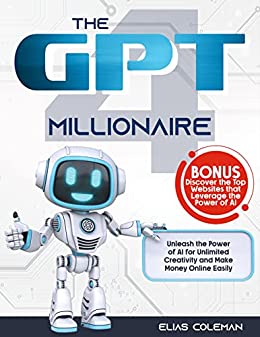 THE
GPT
4
MILLIONAIRE
BONUS
Discover the Top
Websites that
Leverage the
Power of AI
Unleash the Power
of AI for Unlimited
Creativity and Make
Money Online Easily
ELIAS COLEMAN